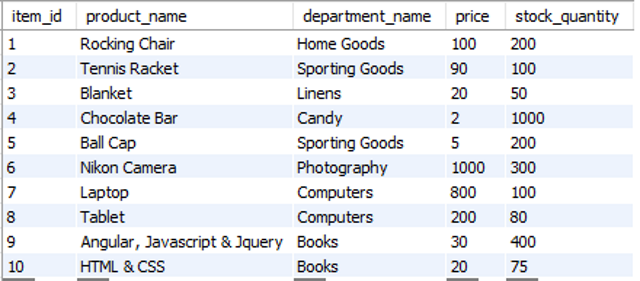 item_id product_name department_name price stock_quantity
1 Rocking Chair Home Goods 100 200
2 Tennis Racket Sporting Goods 90 100
3 Blanket Linens 20 50
4 Chocolate Bar Candy 2 1000
5 Ball Cap Sporting Goods 5 200
6 Nikon Camera Photography 1000 300
7 Laptop Computers 800 100
8 Tablet Computers 200 80
9 Angular, Javascript & Jquery Books 30 400
10 HTML & CSS Books 20 75